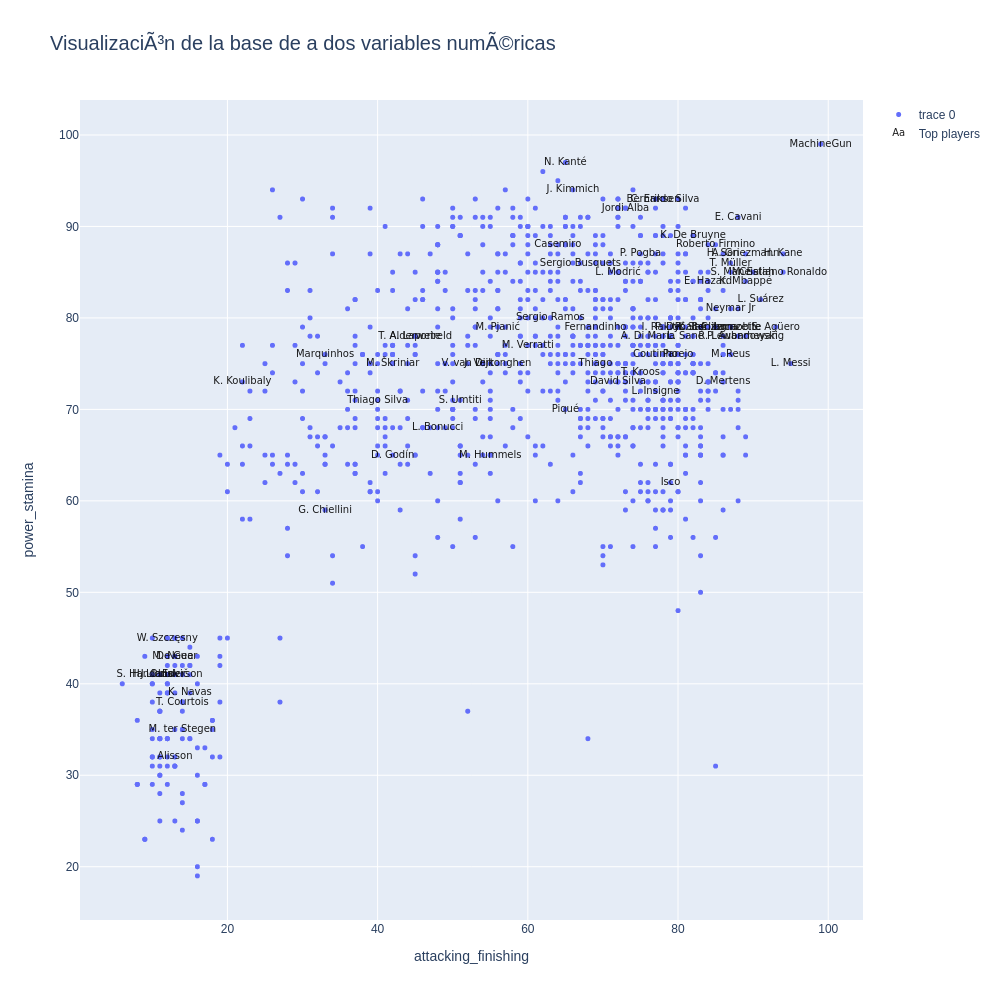 VisualizaciÃ³n de la base de a dos variables numÃ©ricas
trace 0
Aa Top players
MachineGun
N. Kanté
J. Kimmich
Jordi Alba
E. Cavani
K. De Bruyne
Casemiro
Roberto Firmino
P. Pogba
H. Kane
Sergio Busquets
T. Müller
L. Modrić
E. Hazard
K. Mbappé
L. Suárez
Neymar Jr
Sergio Ramos
M. Pjanić
Fernandinho
S. Agüero
M. Verratti
Marquinhos
M. Škriniar
Thiago
Coutinho
Parejo
M. Reus
L. Messi
K. Koulibaly
T. Kroos
David Silva
D. Mertens
L. Insigne
Thiago Silva
S. Umtiti
Piqué
L. Bonucci
D. Godín
M. Hummels
Isco
G. Chiellini
W. Szczęsny
K. Navas
T. Courtois
M. ter Stegen
Alisson
100
90
80
70
60
50
40
30
20
power_stamina
20 40 60 80 100
attacking_finishing